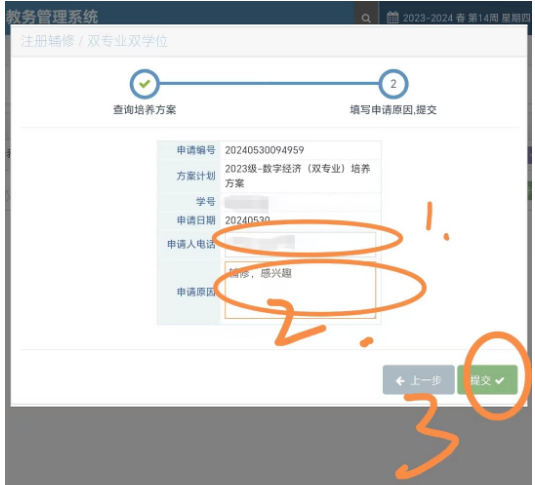 教务管理系统
2023-2024 春 第14周 星期四
注册辅修 / 双专业双学位
2
查询培养方案
填写申请原因,提交
申请编号 20240530094959
方案计划 2023级-数字经济（双专业）培养
方案
学号
申请日期 20240530
申请人电话
1.
申请原因 辅修，感兴趣
2.
上一步 提交
3